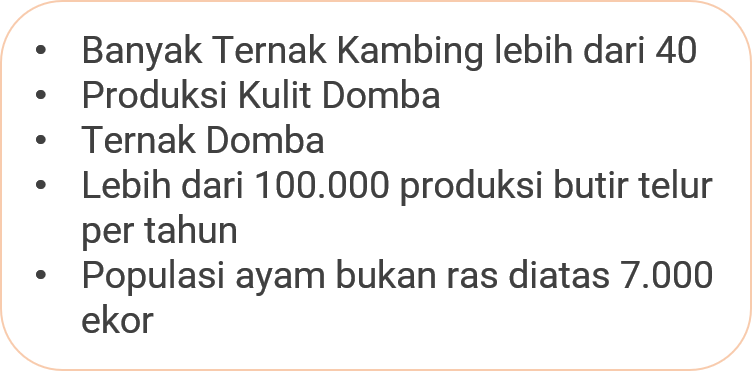 • Banyak Ternak Kambing lebih dari 40
• Produksi Kulit Domba
• Ternak Domba
• Lebih dari 100.000 produksi butir telur
per tahun
• Populasi ayam bukan ras diatas 7.000
ekor